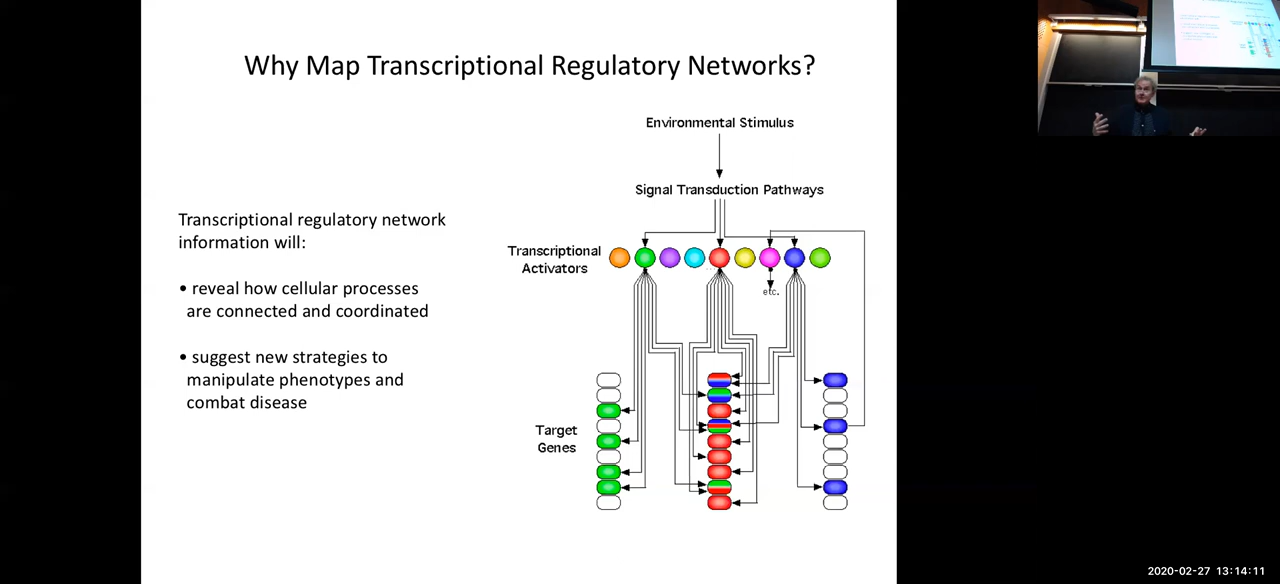 Why Map Transcriptional Regulatory Networks?
Environmental Stimulus
Signal Transduction Pathways
Transcriptional regulatory network
information will:
• reveal how cellular processes
are connected and coordinated
• suggest new strategies to
manipulate phenotypes and
combat disease
Transcriptional
Activators
etc.
Target
Genes
2020-02-27 13:14:11